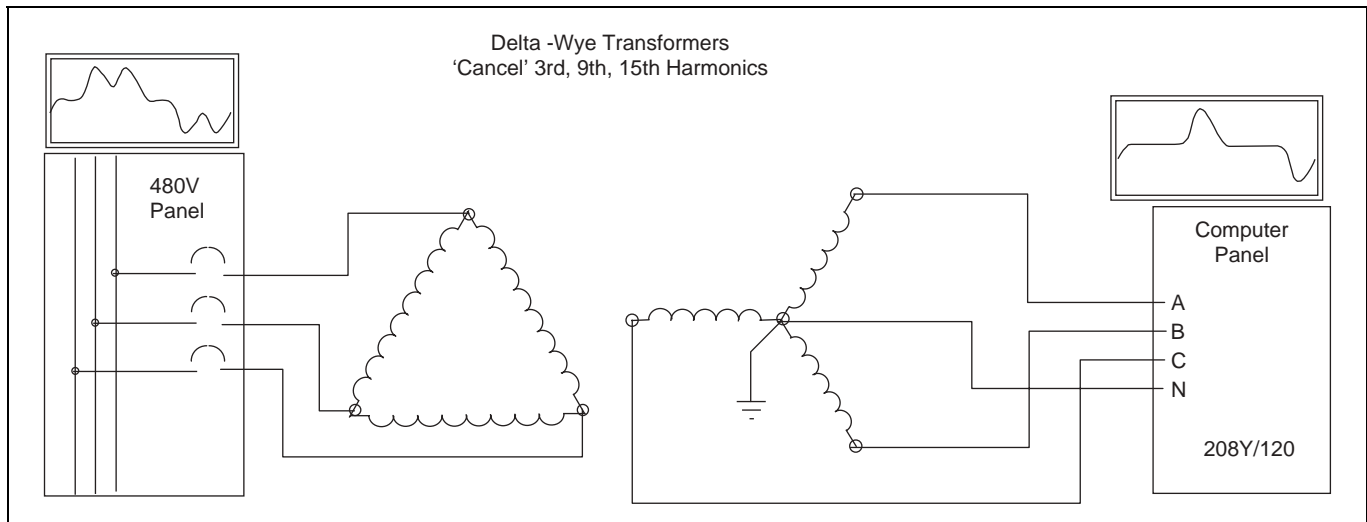 Delta -Wye Transformers
‘Cancel’ 3rd, 9th, 15th Harmonics
480V
Panel
Computer
Panel
A
B
C
N
208Y/120